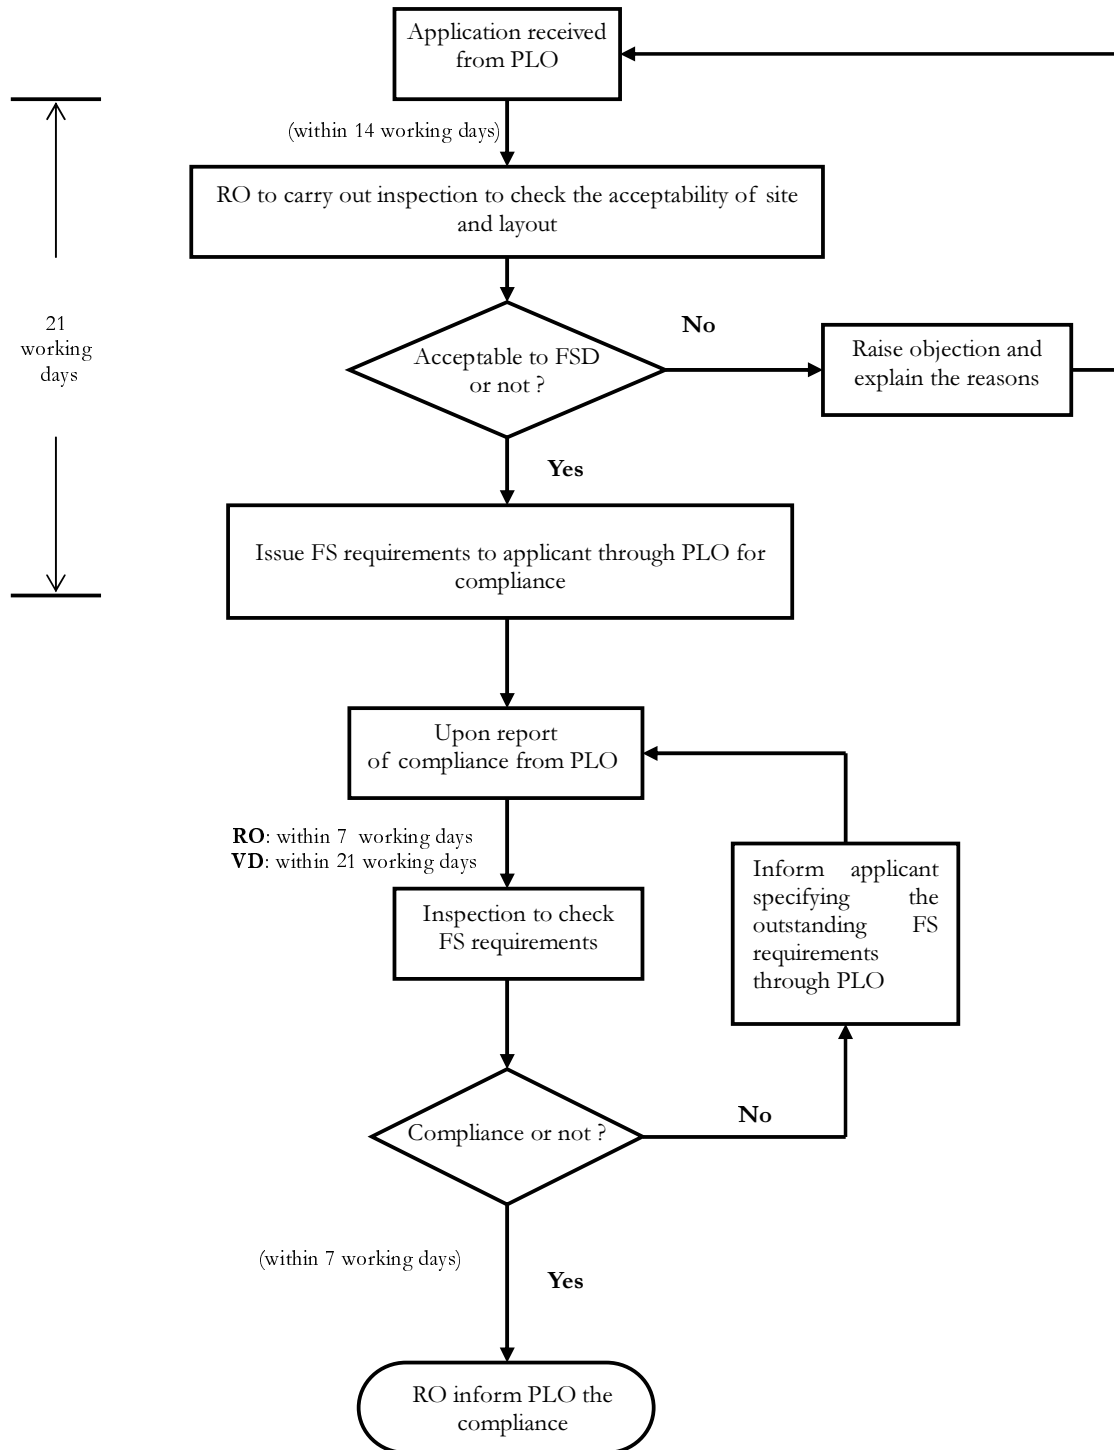 Application received
from PLO
(within 14 working days)
RO to carry out inspection to check the acceptability of site
and layout
21
working
days
Acceptable to FSD
or not ?
No
Raise objection and
explain the reasons
Yes
Issue FS requirements to applicant through PLO for
compliance
Upon report
of compliance from PLO
RO: within 7 working days
VD: within 21 working days
Inspection to check
FS requirements
Inform applicant
specifying the
outstanding FS
requirements
through PLO
Compliance or not ?
No
(within 7 working days)
Yes
RO inform PLO the
compliance